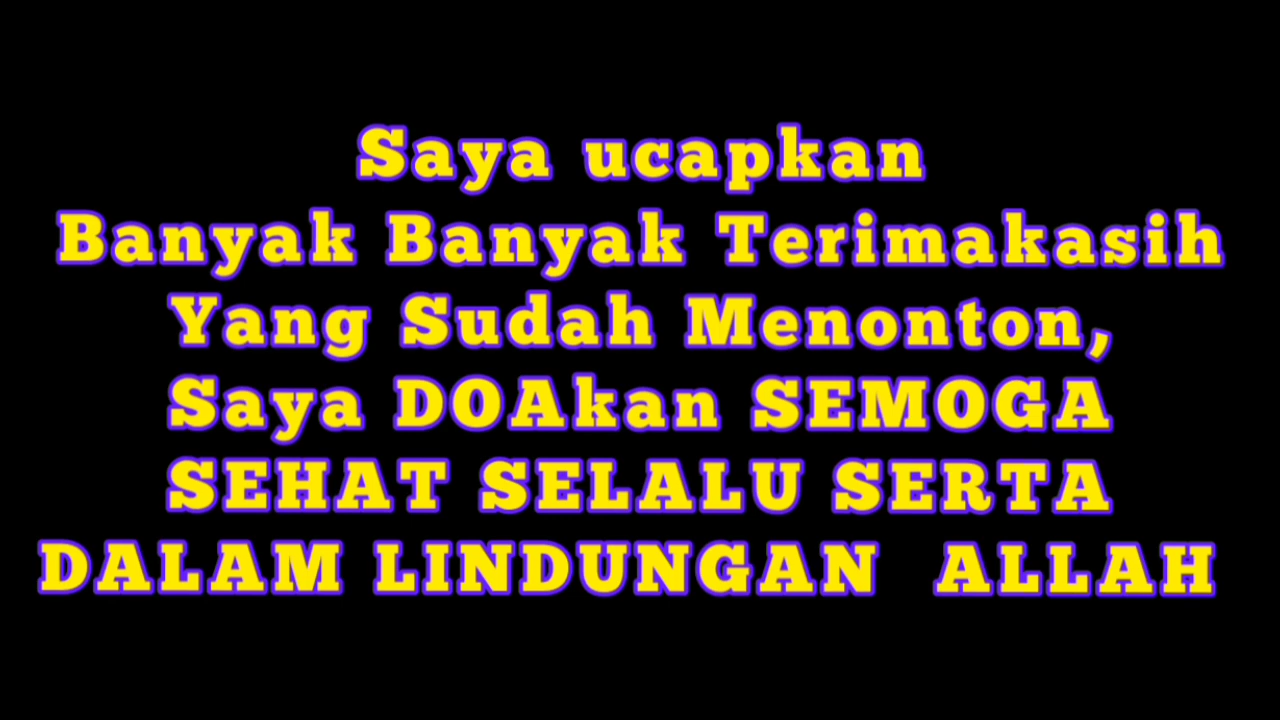 Saya ucapkan
Banyak Banyak Terimakasih
Yang Sudah Menonton,
Saya DOAkan SEMOGA
SEHAT SELALU SERTA
DALAM LINDUNGAN ALLAH